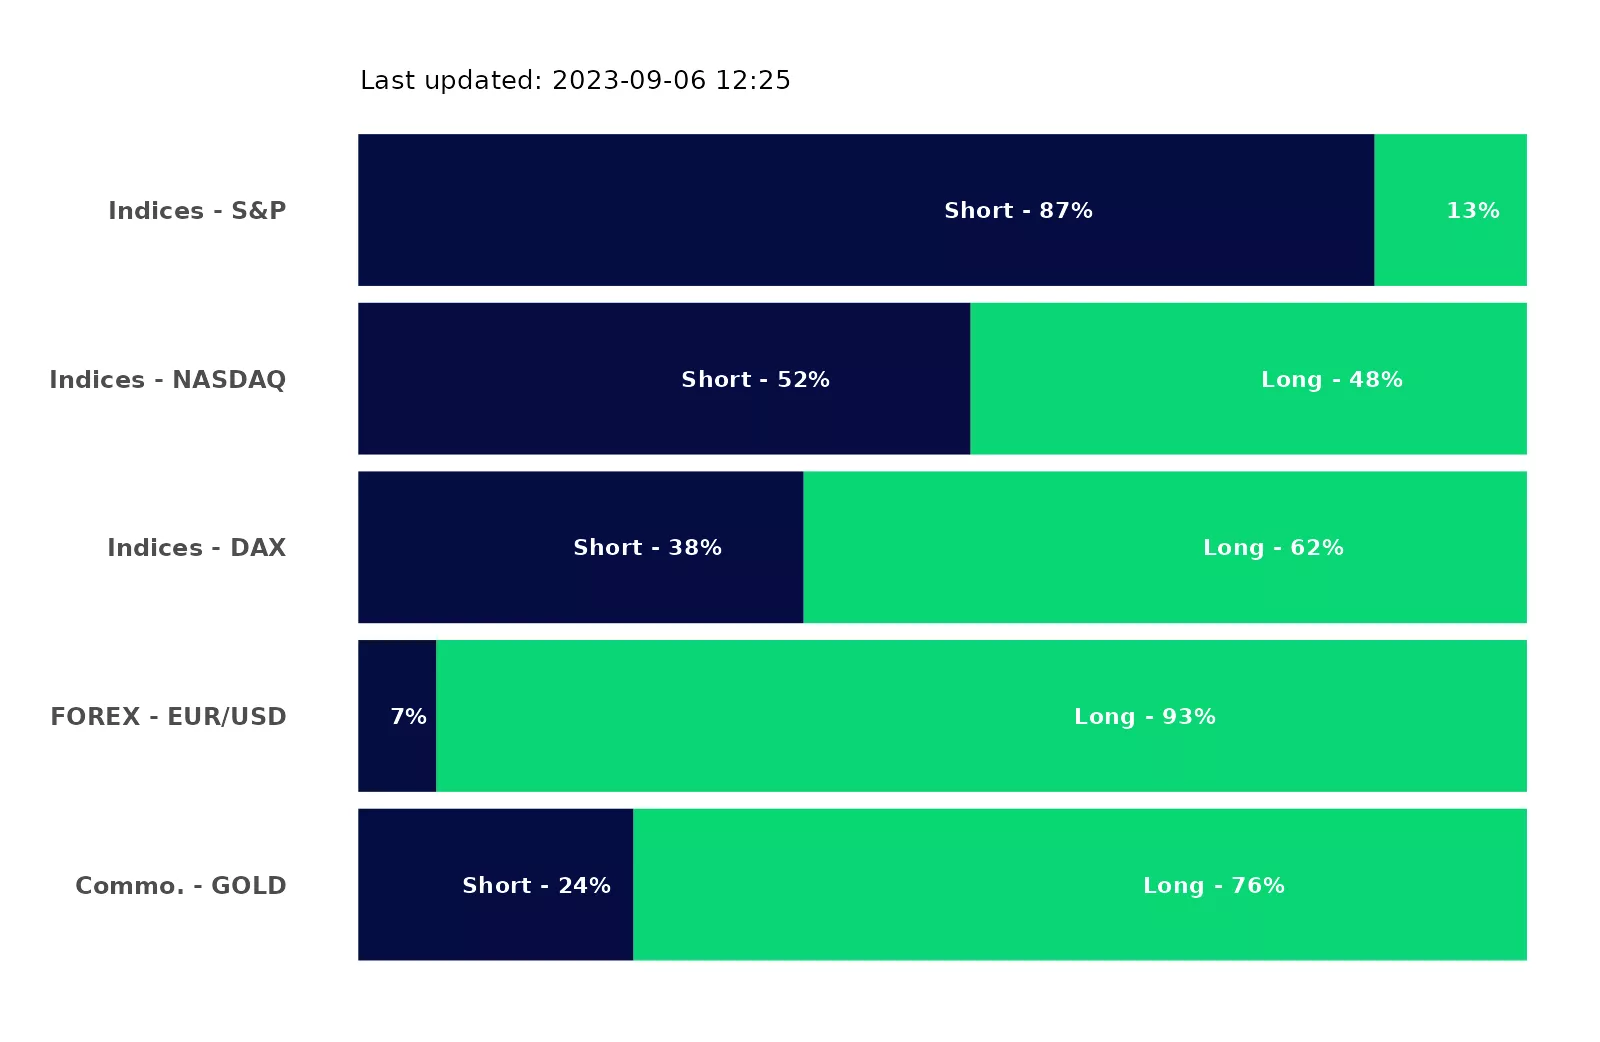 Last updated: 2023-09-06 12:25
Indices - S&P
Short - 87%
13%
Indices - NASDAQ
Short - 52%
Long - 48%
Indices - DAX
Short - 38%
Long - 62%
FOREX - EUR/USD
7%
Long - 93%
Commo. - GOLD
Short - 24%
Long - 76%